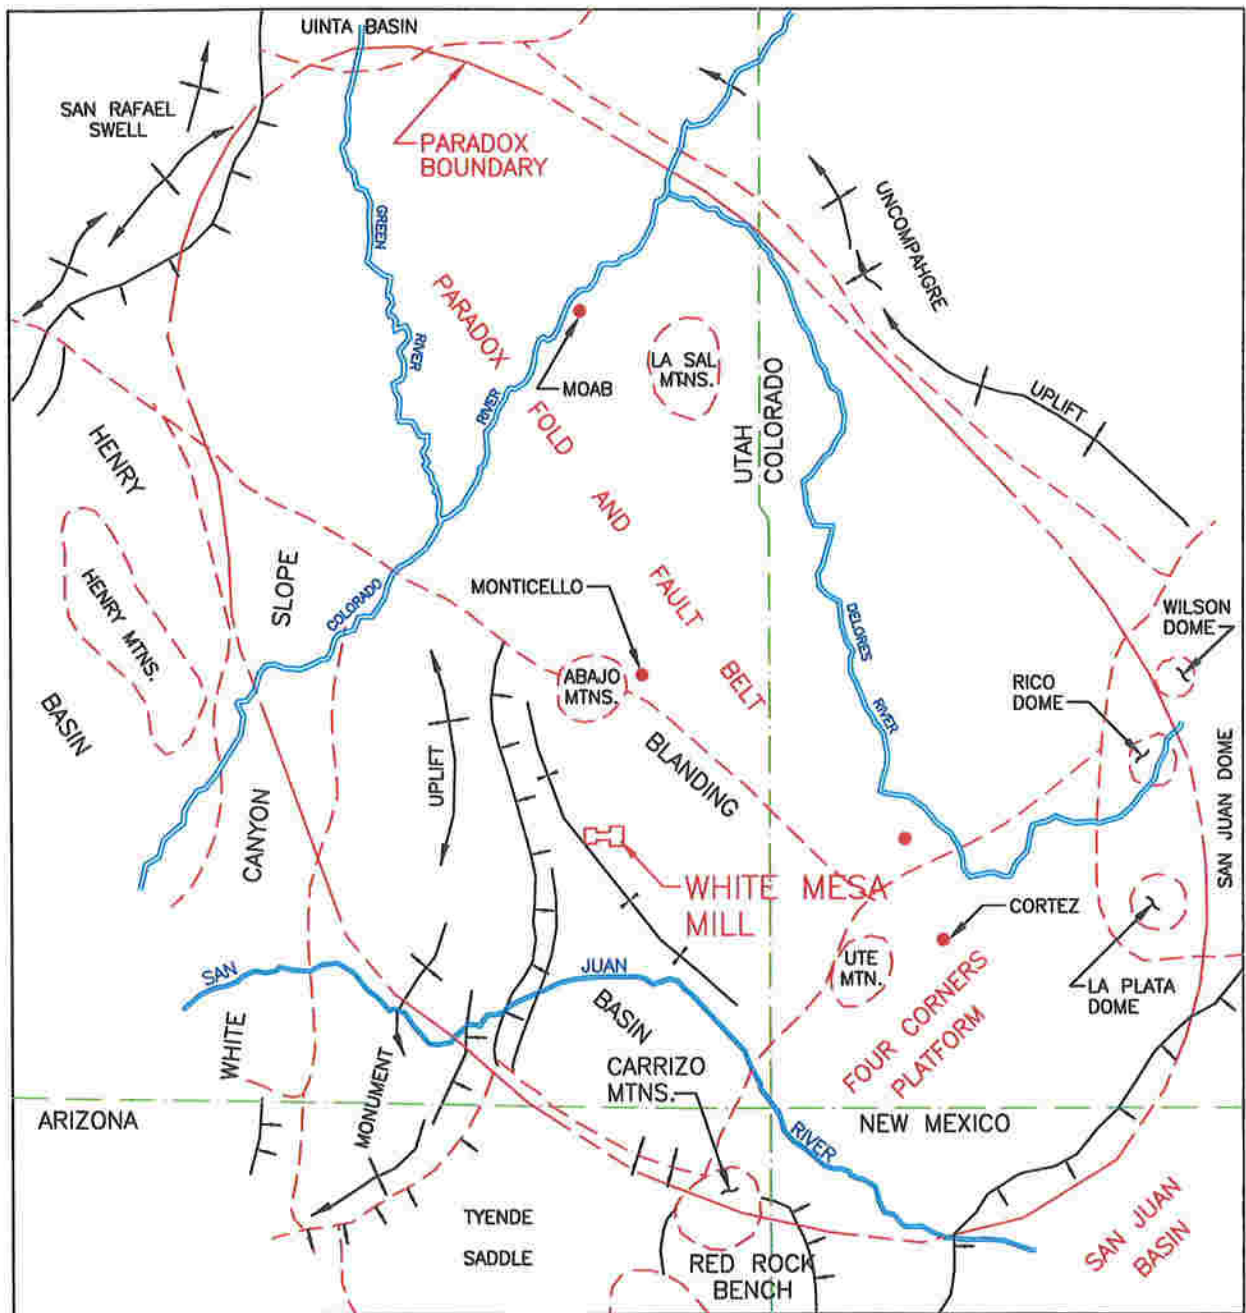 UINTA BASIN
SAN RAFAEL
SWELL
PARADOX
BOUNDARY
GREEN
RIVER
UNCOMPAHGRE
UPLIFT
PARADOX
FOLD
AND
FAULT
BELT
MOAB
LA SAL
MTNS.
RIVER
UTAH
COLORADO
HENRY
BASIN
HENRY MTNS.
SLOPE
COLORADO
MONTICELLO
DELORES
RIVER
WILSON
DOME
ABAJO
MTNS.
RICO
DOME
UPLIFT
BLANDING
SAN JUAN DOME
CANYON
WHITE MESA
MILL
CORTEZ
UTE
MTN.
LA PLATA
DOME
SAN
JUAN
BASIN
FOUR CORNERS
PLATFORM
WHITE
MONUMENT
CARRIZO
MTNS.
ARIZONA
NEW MEXICO
RIVER
TYENDE
SADDLE
RED ROCK
BENCH
SAN JUAN
BASIN